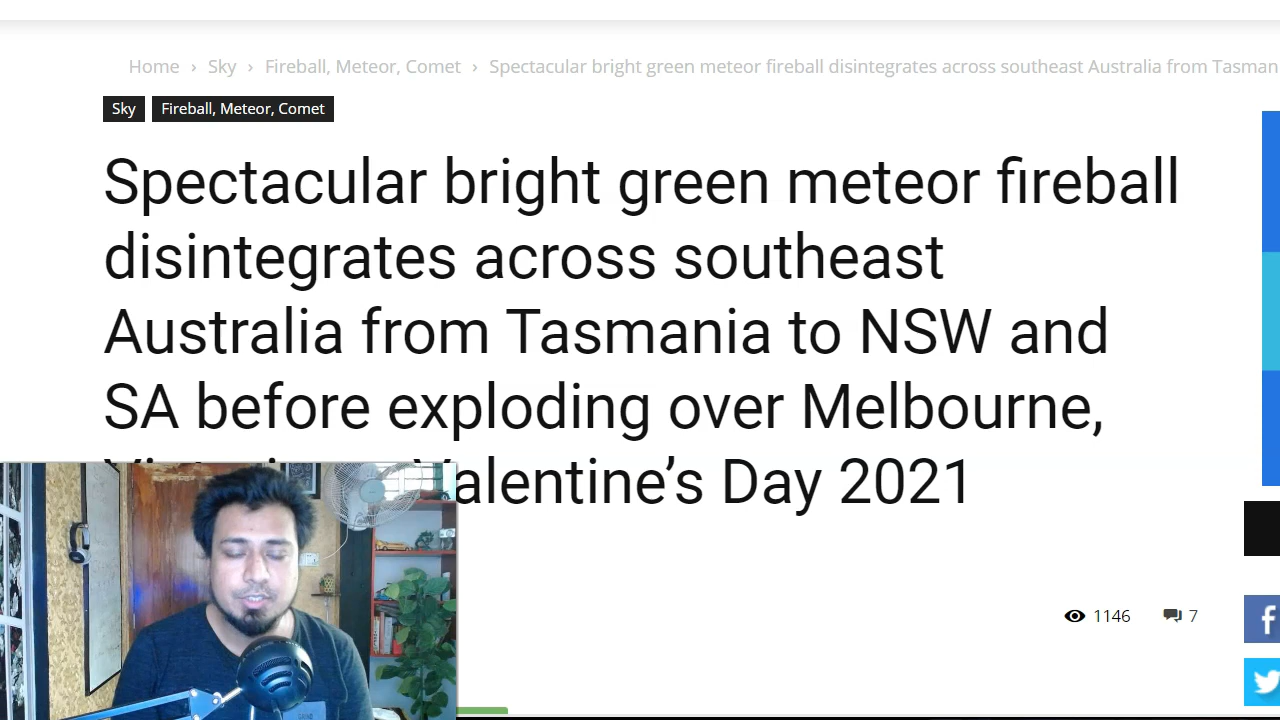 Home › Sky › Fireball, Meteor, Comet › Spectacular bright green meteor fireball disintegrates across southeast Australia from Tasman
Sky Fireball, Meteor, Comet
Spectacular bright green meteor fireball
disintegrates across southeast
Australia from Tasmania to NSW and
SA before exploding over Melbourne,
Valentine’s Day 2021
1146 7